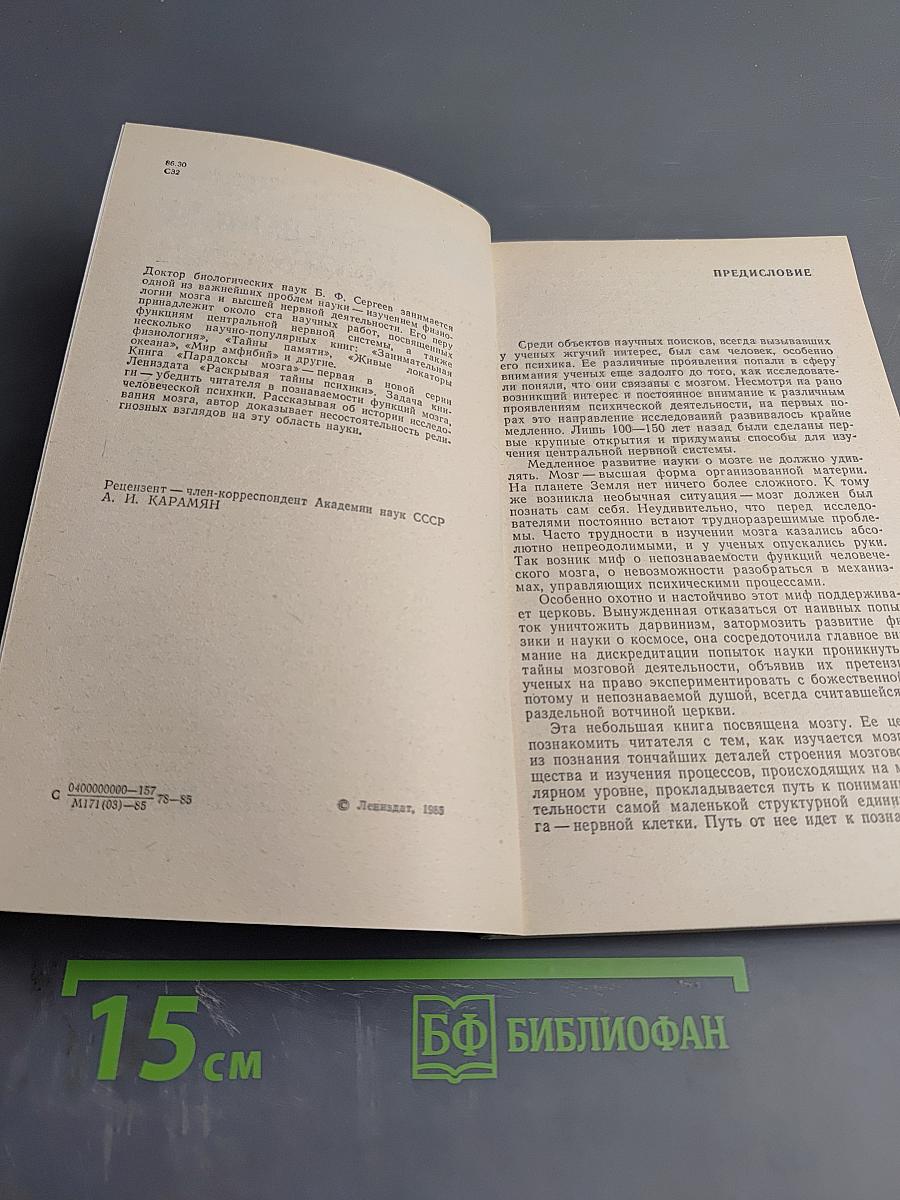 86.30
С32
Доктор биологических наук Б. Ф. Сергеев занимается
одной из важнейших проблем науки — изучением физио-
логии мозга и высшей нервной деятельности. Его перу
принадлежит около ста научных работ, посвященных
функциям центральной нервной системы, а также
несколько научно-популярных книг: «Занимательная
физиология», «Тайны памяти», «Живые локаторы
океана», «Мир амфибий» и другие.
Книга «Парадоксы мозга» — первая в новой серии
Лениздата «Раскрывая тайны психики». Задача кни-
ги — убедить читателя в познаваемости функций мозга,
человеческой психики. Рассказывая об истории исследо-
вания мозга, автор доказывает несостоятельность рели-
гиозных взглядов на эту область науки.
Рецензент — член-корреспондент Академии наук СССР
А. И. КАРАМЯН
С 0400000000—157
М171(03)—85 78—85
© Лениздат, 1985
ПРЕДИСЛОВИЕ
Среди объектов научных поисков, всегда вызывавших
у ученых жгучий интерес, был сам человек, особенно
его психика. Ее различные проявления попали в сферу
внимания ученых еще задолго до того, как исследовате-
ли поняли, что они связаны с мозгом. Несмотря на рано
возникший интерес и постоянное внимание к различным
проявлениям психической деятельности, на первых по-
рах это направление исследований развивалось крайне
медленно. Лишь 100—150 лет назад были сделаны пер-
вые крупные открытия и придуманы способы для изу-
чения центральной нервной системы.
Медленное развитие науки о мозге не должно удив-
лять. Мозг — высшая форма организованной материи.
На планете Земля нет ничего более сложного. К тому
же возникла необычная ситуация — мозг должен был
познать сам себя. Неудивительно, что перед исследо-
вателями постоянно встают трудноразрешимые пробле-
мы. Часто трудности в изучении мозга казались абсо-
лютно непреодолимыми, и у ученых опускались руки.
Так возник миф о непознаваемости функций человече-
ского мозга, о невозможности разобраться в механиз-
мах, управляющих психическими процессами.
Особенно охотно и настойчиво этот миф поддержива-
ет церковь. Вынужденная отказаться от наивных попы
ток уничтожить дарвинизм, затормозить развитие фи
зики и науки о космосе, она сосредоточила главное вни
мание на дискредитации попыток науки проникнуть
тайны мозговой деятельности, объявив их претензи
ученых на право экспериментировать с божественной
потому и непознаваемой душой, всегда считавшейся
раздельной вотчиной церкви.
Эта небольшая книга посвящена мозгу. Ее це
познакомить читателя с тем, как изучается мозг
из познания тончайших деталей строения мозгово
щества и изучения процессов, происходящих на м
лярном уровне, прокладывается путь к пониман
тельности самой маленькой структурной едини
га — нервной клетки. Путь от нее идет к позна
15 см
БФ БИБЛИОФАН